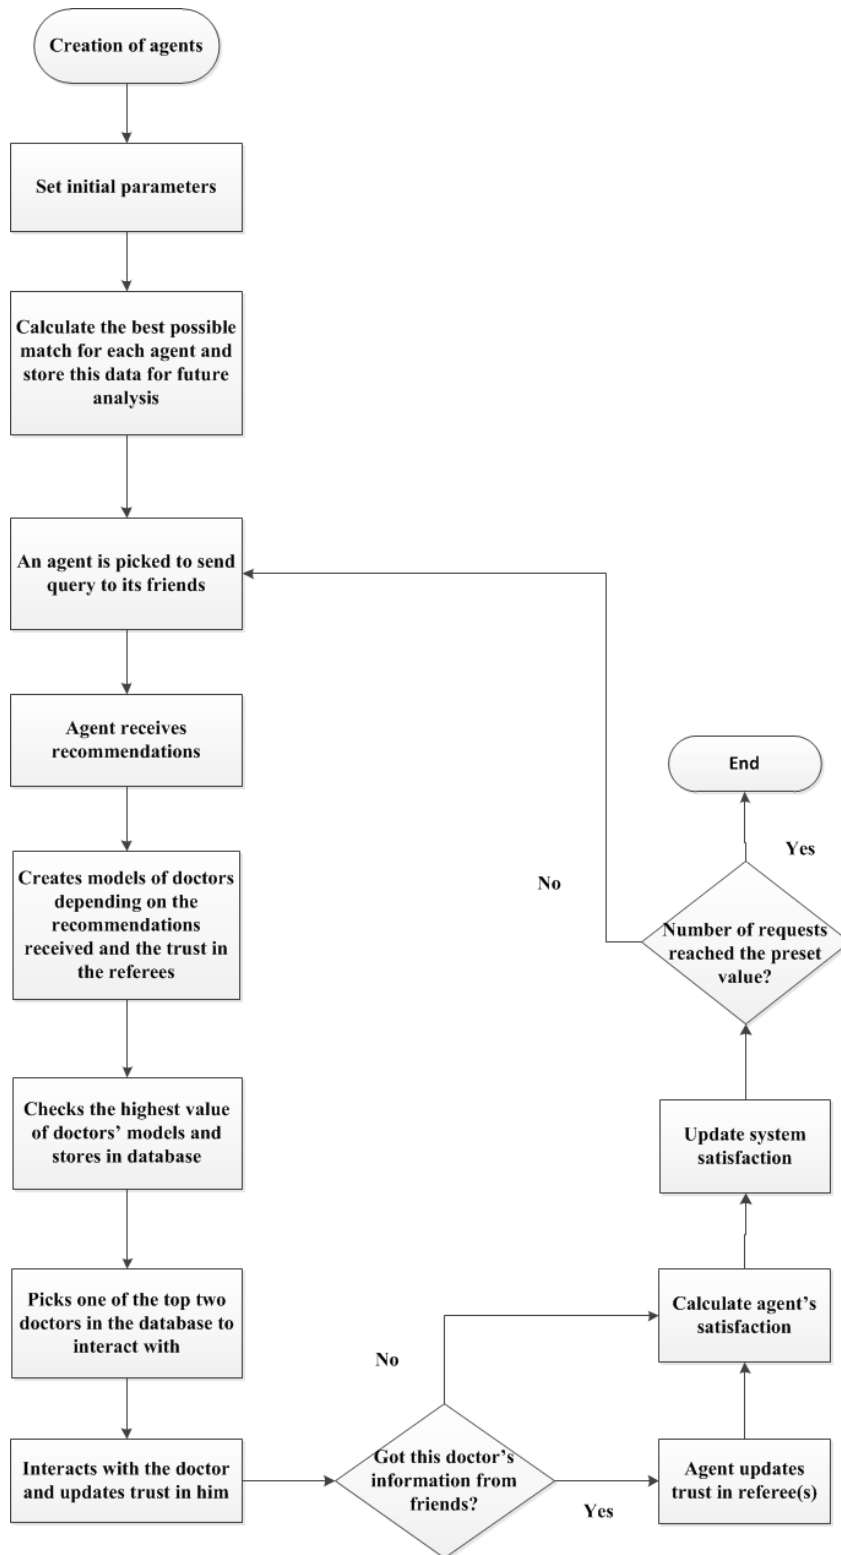 Creation of agents
Set initial parameters
Calculate the best possible
match for each agent and
store this data for future
analysis
An agent is picked to send
query to its friends
Agent receives
recommendations
Creates models of doctors
depending on the
recommendations
received and the trust in
the referees
Checks the highest value
of doctors' models and
stores in database
Picks one of the top two
doctors in the database to
interact with
Interacts with the doctor
and updates trust in him
Got this doctor's
information from
friends?
No
Yes
Agent updates
trust in referee(s)
Calculate agent's
satisfaction
Update system
satisfaction
Number of requests
reached the preset
value?
No
Yes
End